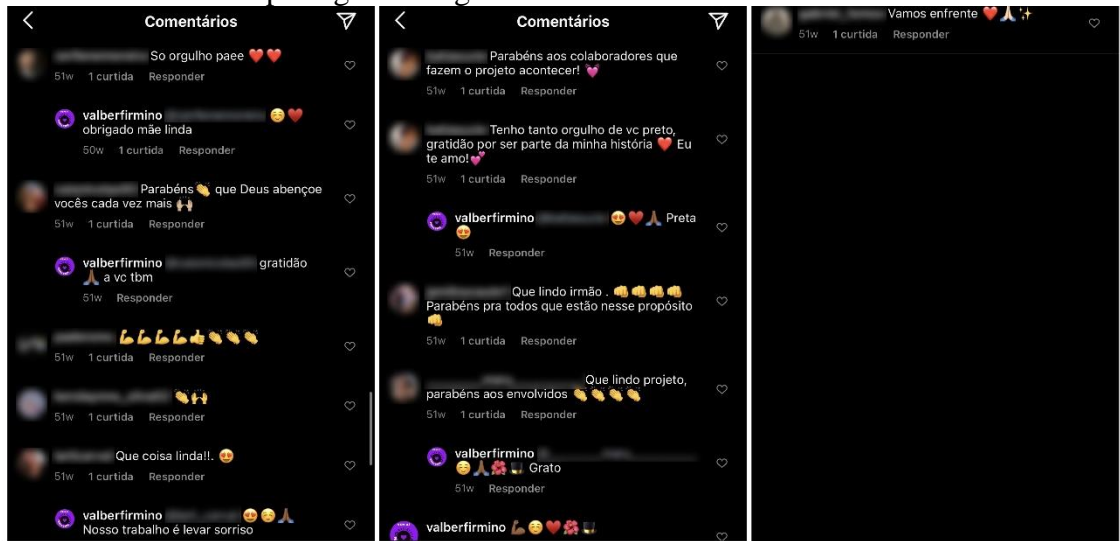 Comentários
So orgulho paee ❤️❤️
51w 1 curtida Responder
valberfirmino ☺️❤️
obrigado mãe linda
50w 1 curtida Responder
Parabéns👏 que Deus abençoe
vocês cada vez mais 🙌🏼
51w 1 curtida Responder
valberfirmino gratidão
🙏🏾 a vc tbm
51w Responder
💪💪💪💪👍👏👏👏
51w 1 curtida Responder
👏🙌
51w 1 curtida Responder
Que coisa linda!!. 😍
51w 1 curtida Responder
valberfirmino 😍☺️🙏🏾
Nosso trabalho é levar sorriso
Comentários
Parabéns aos colaboradores que
fazem o projeto acontecer! 💓
51w 1 curtida Responder
Tenho tanto orgulho de vc preto,
gratidão por ser parte da minha história ❤️ Eu
te amo!💕
51w 1 curtida Responder
valberfirmino 😍❤️🙏🏾 Preta
😍
51w Responder
Que lindo irmão . 👊👊👊👊
Parabéns pra todos que estão nesse propósito
👊
51w 1 curtida Responder
Que lindo projeto,
parabéns aos envolvidos 👏👏👏👏
51w 1 curtida Responder
valberfirmino
☺️🙏🏾🌺 Grato
51w Responder
valberfirmino 💪🏾☺️❤️🌺
Vamos enfrente ❤️🙏🏻✨
51w 1 curtida Responder